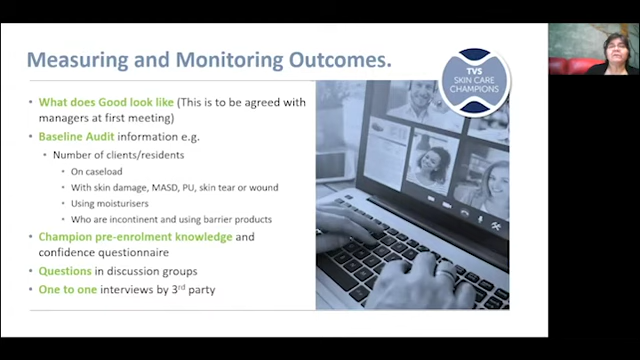 Measuring and Monitoring Outcomes.
TVS
SKIN CARE
CHAMPIONS
• What does Good look like (This is to be agreed with
managers at first meeting)
• Baseline Audit information e.g.
• Number of clients/residents
• On caseload
• With skin damage, MASD, PU, skin tear or wound
• Using moisturisers
• Who are incontinent and using barrier products
• Champion pre-enrolment knowledge and
confidence questionnaire
• Questions in discussion groups
• One to one interviews by 3rd party